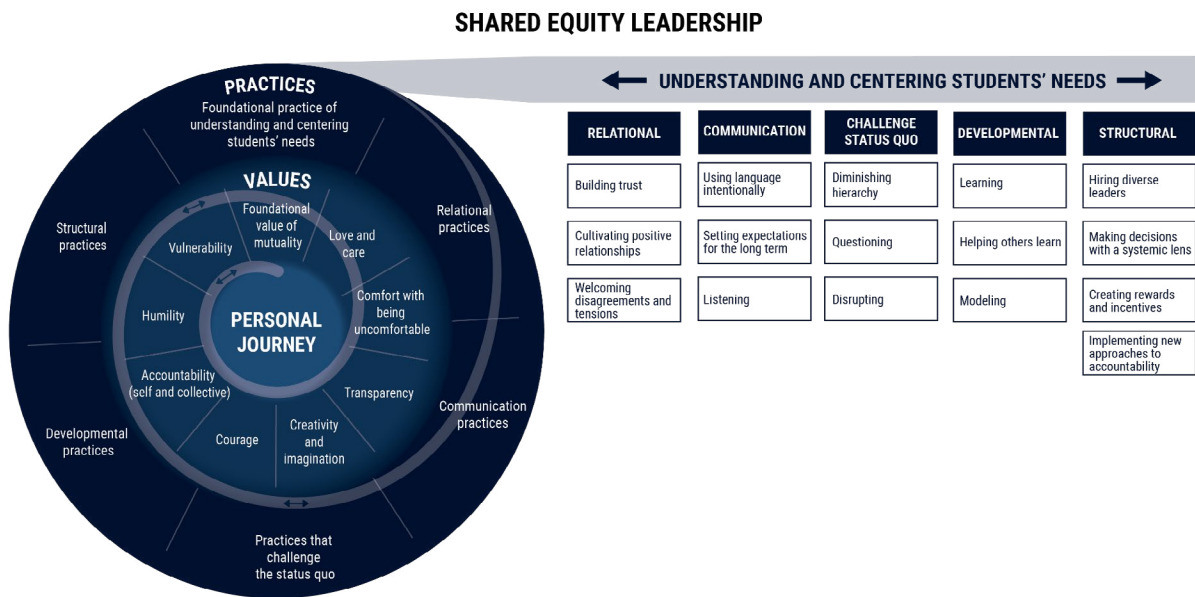 SHARED EQUITY LEADERSHIP
PRACTICES
Foundational practice of
understanding and centering
students' needs
VALUES
Foundational
value of
mutuality
Love and
care
Comfort with
being
uncomfortable
Transparency
Creativity
and
imagination
Courage
Accountability
(self and collective)
Humility
Vulnerability
PERSONAL
JOURNEY
Relational
practices
Communication
practices
Practices that
challenge
the status quo
Developmental
practices
Structural
practices
UNDERSTANDING AND CENTERING STUDENTS' NEEDS
RELATIONAL
Building trust
Cultivating positive
relationships
Welcoming
disagreements and
tensions
COMMUNICATION
Using language
intentionally
Setting expectations
for the long term
Listening
CHALLENGE
STATUS QUO
Diminishing
hierarchy
Questioning
Disrupting
DEVELOPMENTAL
Learning
Helping others learn
Modeling
STRUCTURAL
Hiring diverse
leaders
Making decisions
with a systemic lens
Creating rewards
and incentives
Implementing new
approaches to
accountability